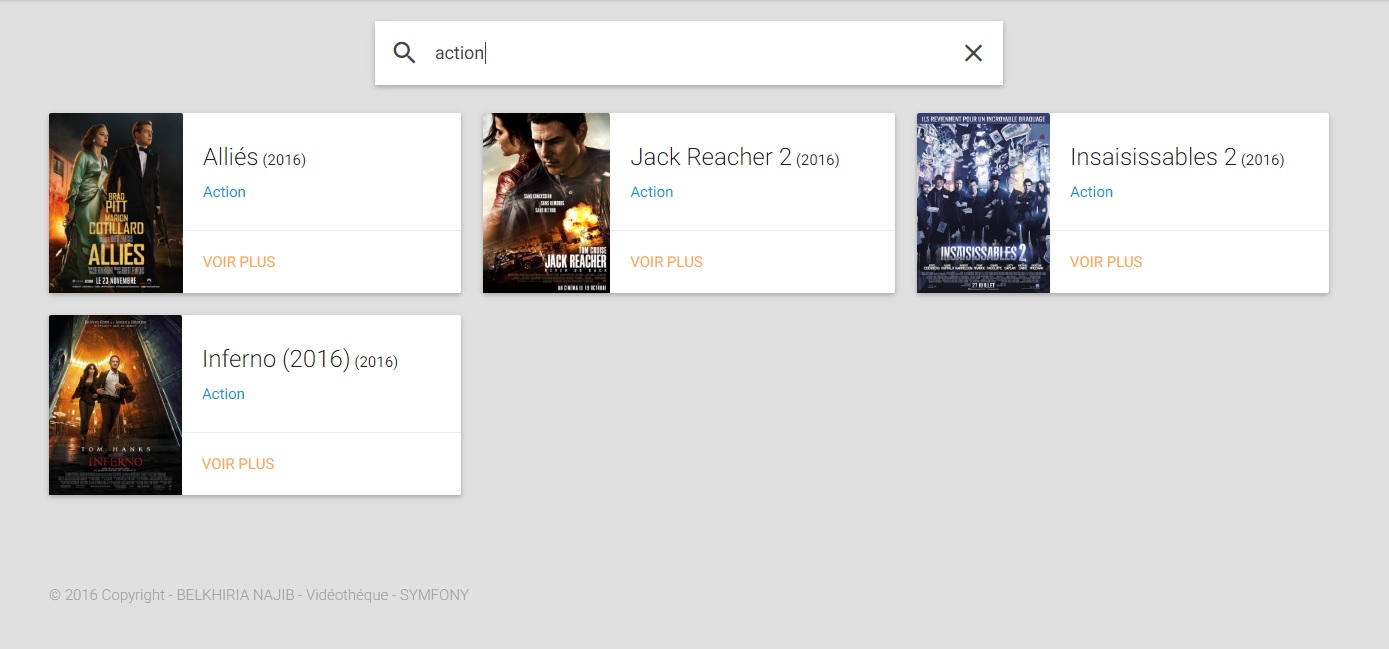 action
Alliés (2016)
Action
VOIR PLUS
BRAD
PITT
MARION
COTILLARD
ALLIÉS
LE 23 NOVEMBRE
Jack Reacher 2 (2016)
Action
VOIR PLUS
SANS CONCESSION
SANS REMORDS
SANS RETOUR
TOM CRUISE
JACK REACHER
NEVER GO BACK
AU CINÉMA LE 19 OCTOBRE
Insaisissables 2 (2016)
Action
VOIR PLUS
ILS REVIENNENT POUR UN INCROYABLE BRAQUAGE
INSAISISSABLES 2
27 JUILLET
Inferno (2016) (2016)
Action
VOIR PLUS
TOM HANKS
INFERNO
© 2016 Copyright - BELKHIRIA NAJIB - Vidéothéque - SYMFONY